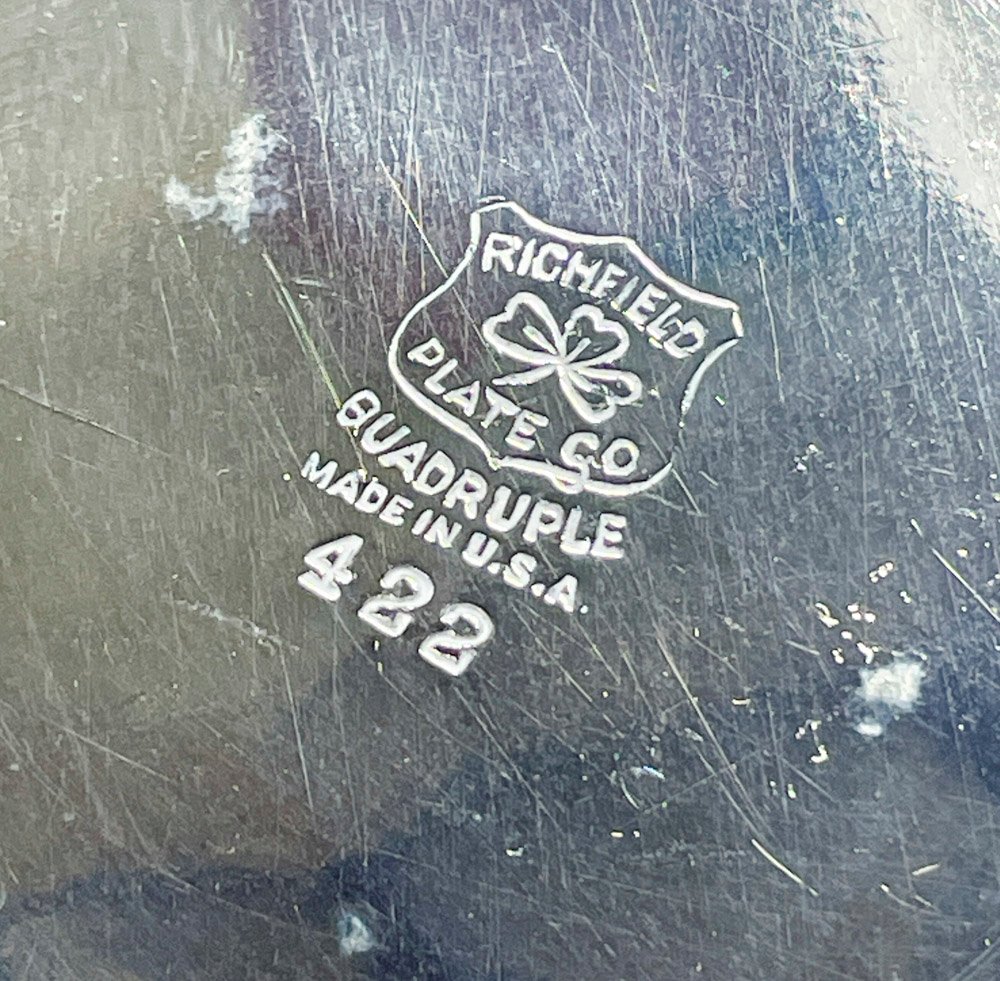 RICHFIELD
PLATE CO
QUADRUPLE
MADE IN U.S.A.
422